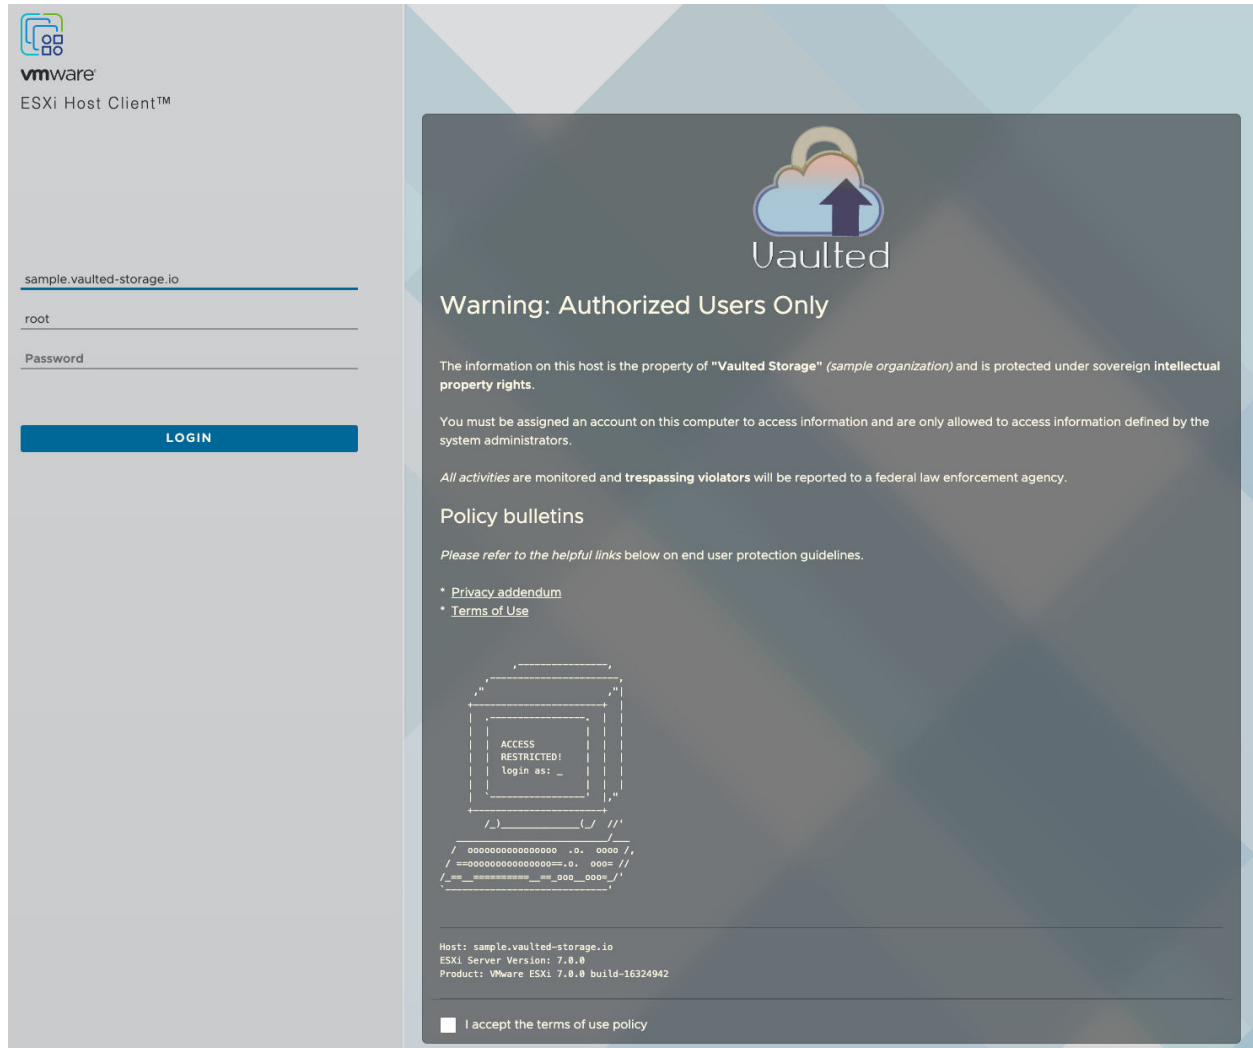 vmware
ESXi Host Client™
sample.vaulted-storage.io
root
Password
LOGIN
Vaulted
Warning: Authorized Users Only
The information on this host is the property of "Vaulted Storage" (sample organization) and is protected under sovereign intellectual
property rights.
You must be assigned an account on this computer to access information and are only allowed to access information defined by the
system administrators.
All activities are monitored and trespassing violators will be reported to a federal law enforcement agency.
Policy bulletins
Please refer to the helpful links below on end user protection guidelines.
* Privacy addendum
* Terms of Use
ACCESS
RESTRICTED!
login as: _
Host: sample.vaulted-storage.io
ESXi Server Version: 7.0.0
Product: VMware ESXi 7.0.0 build-16324942
I accept the terms of use policy